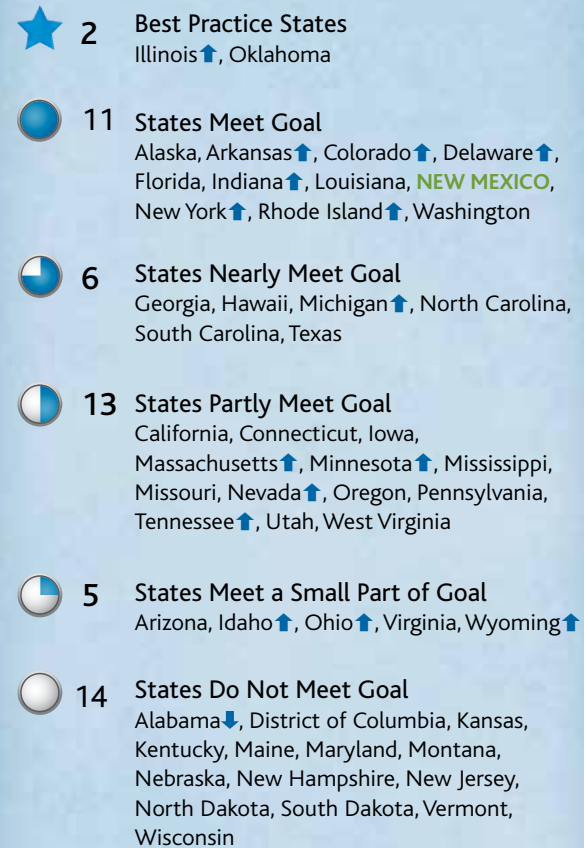 2 Best Practice States
Illinois⬆, Oklahoma
11 States Meet Goal
Alaska, Arkansas⬆, Colorado⬆, Delaware⬆,
Florida, Indiana⬆, Louisiana, NEW MEXICO,
New York⬆, Rhode Island⬆, Washington
6 States Nearly Meet Goal
Georgia, Hawaii, Michigan⬆, North Carolina,
South Carolina, Texas
13 States Partly Meet Goal
California, Connecticut, Iowa,
Massachusetts⬆, Minnesota⬆, Mississippi,
Missouri, Nevada⬆, Oregon, Pennsylvania,
Tennessee⬆, Utah, West Virginia
5 States Meet a Small Part of Goal
Arizona, Idaho⬆, Ohio⬆, Virginia, Wyoming⬆
14 States Do Not Meet Goal
Alabama⬇, District of Columbia, Kansas,
Kentucky, Maine, Maryland, Montana,
Nebraska, New Hampshire, New Jersey,
North Dakota, South Dakota, Vermont,
Wisconsin